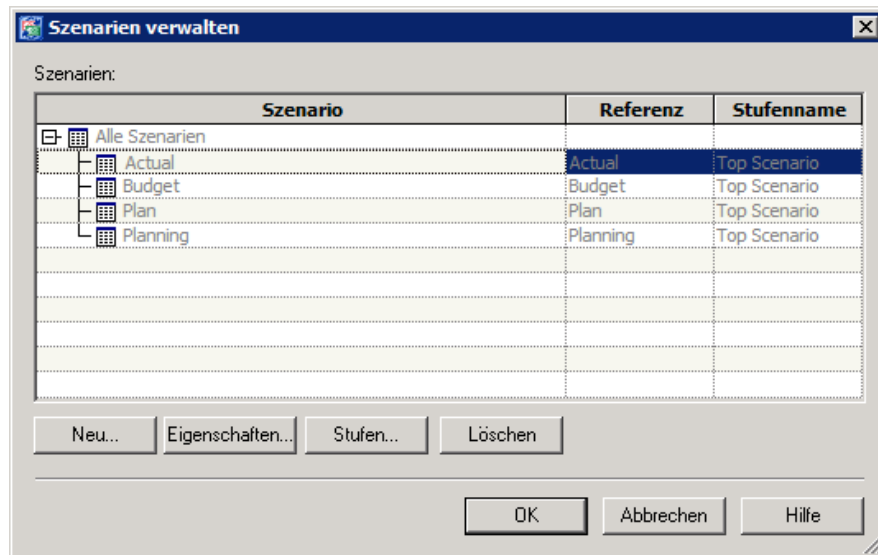 Szenarien verwalten
Szenarien:
Szenario Referenz Stufenname
Alle Szenarien
Actual Actual Top Scenario
Budget Budget Top Scenario
Plan Plan Top Scenario
Planning Planning Top Scenario
Neu... Eigenschaften... Stufen... Löschen
OK Abbrechen Hilfe